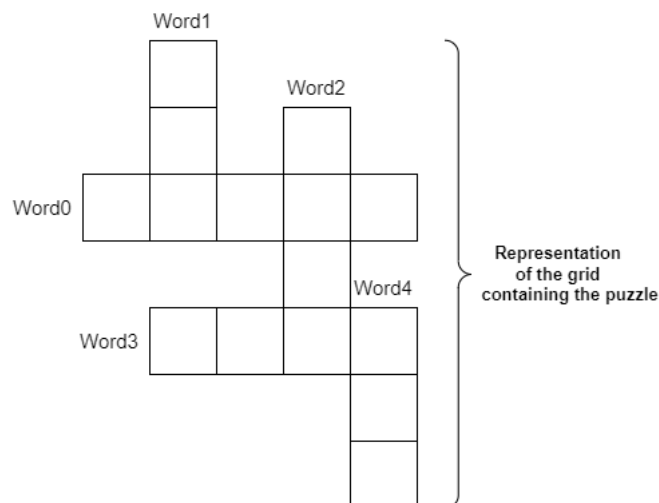 Word1
Word2
Word0
Representation
of the grid
containing the puzzle
Word4
Word3